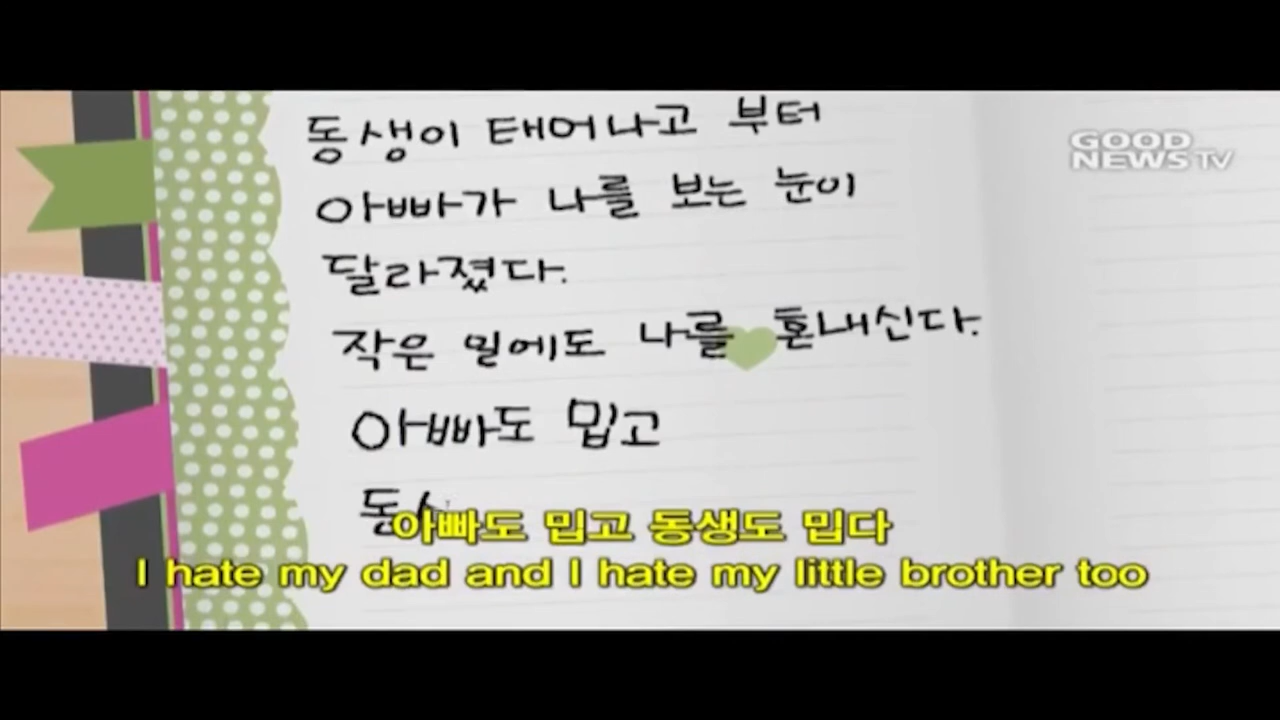 동생이 태어나고 부터
아빠가 나를 보는 눈이
달라졌다.
작은 일에도 나를 혼내신다.
아빠도 밉고
동
아빠도 밉고 동생도 밉다
I hate my dad and I hate my little brother too
GOOD
NEWS TV